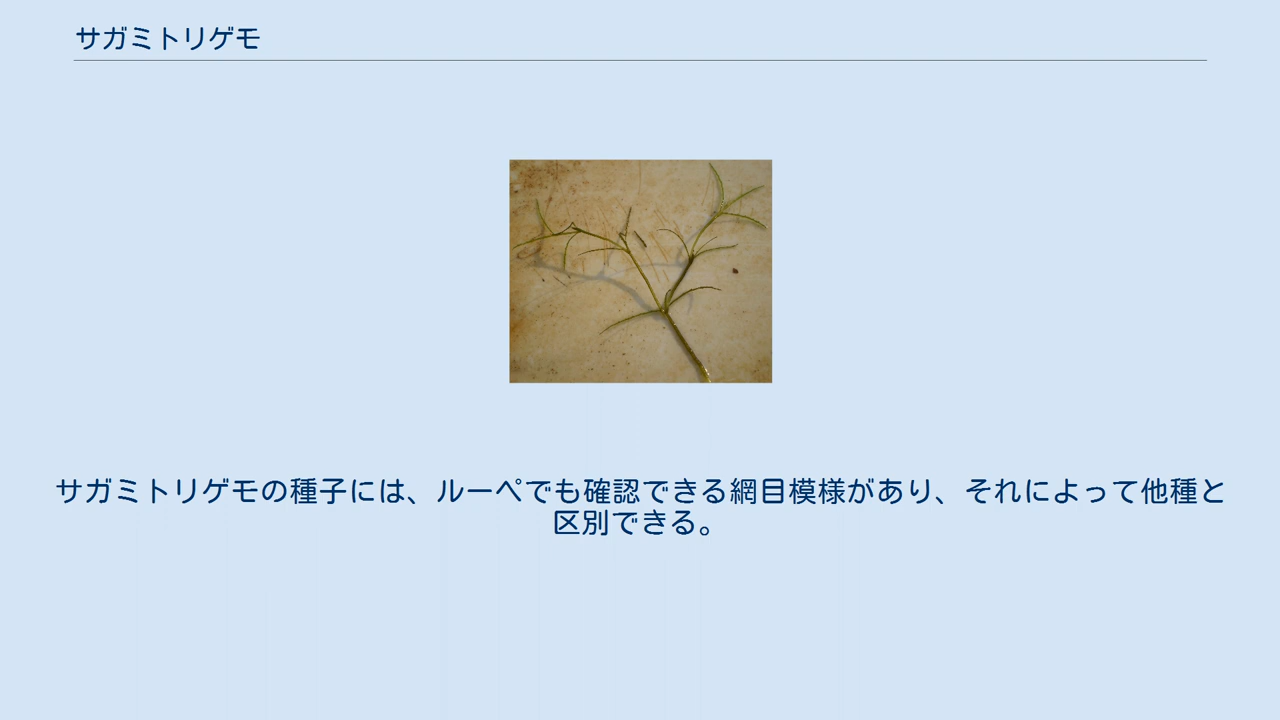 サガミトリゲモ
サガミトリゲモの種子には、ルーペでも確認できる網目模様があり、それによって他種と
区別できる。